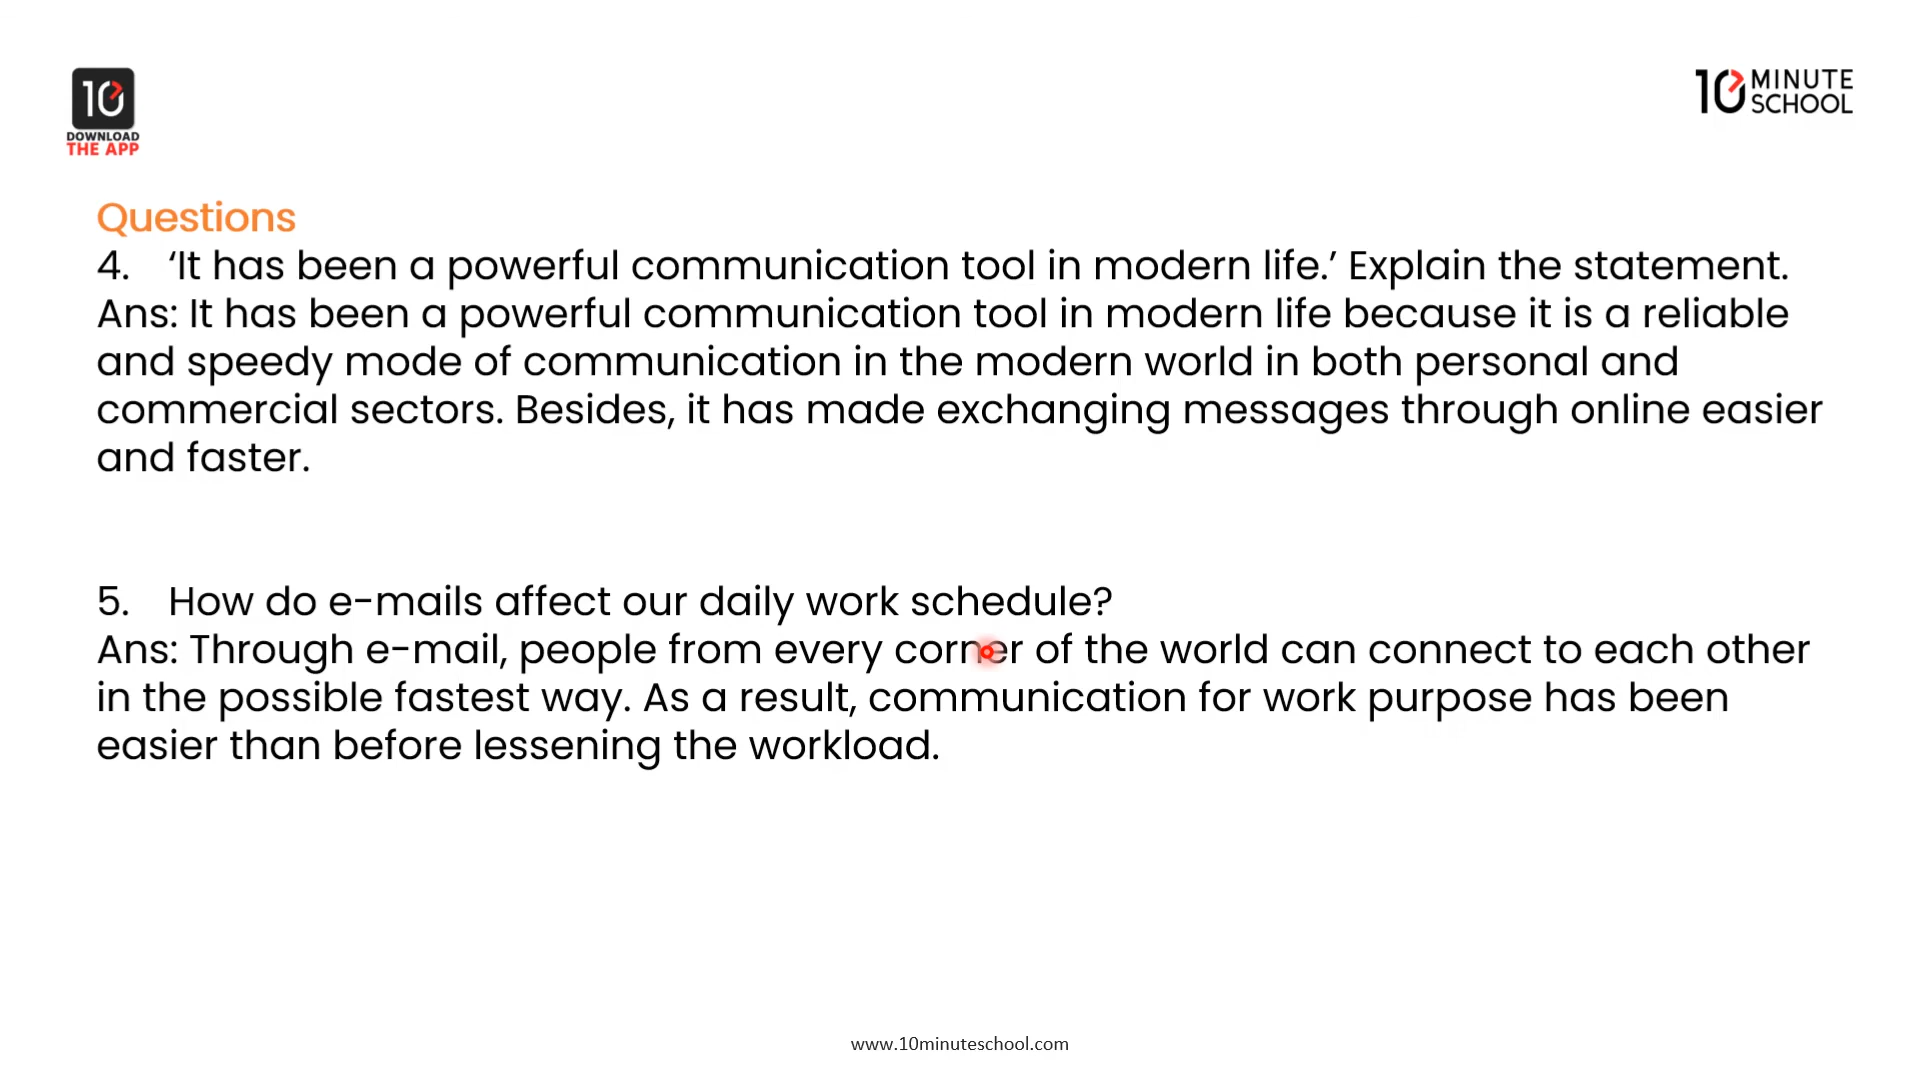 10
DOWNLOAD
THE APP
10 MINUTE
SCHOOL
Questions
4. ‘It has been a powerful communication tool in modern life.’ Explain the statement.
Ans: It has been a powerful communication tool in modern life because it is a reliable
and speedy mode of communication in the modern world in both personal and
commercial sectors. Besides, it has made exchanging messages through online easier
and faster.
5. How do e-mails affect our daily work schedule?
Ans: Through e-mail, people from every corner of the world can connect to each other
in the possible fastest way. As a result, communication for work purpose has been
easier than before lessening the workload.
www.10minuteschool.com